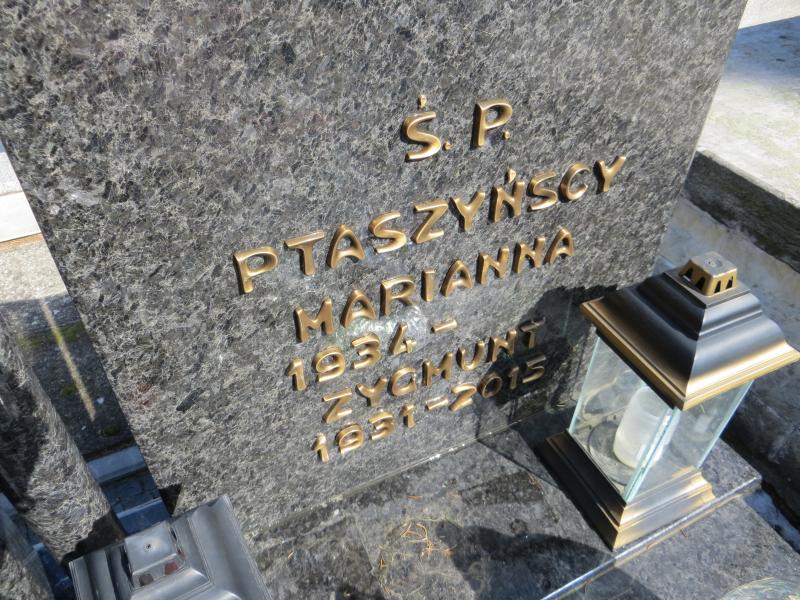 Ś. P.
PTASZYŃSCY
MARIANNA
1934 -
ZYGMUNT
1931-2015